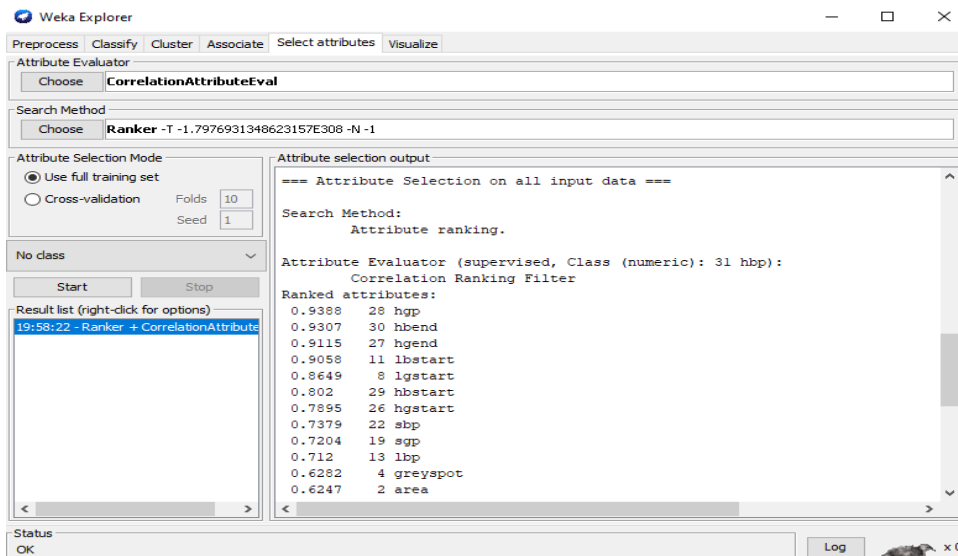 Weka Explorer
Preprocess Classify Cluster Associate Select attributes Visualize
Attribute Evaluator
Choose CorrelationAttributeEval
Search Method
Choose Ranker -T -1.7976931348623157E308 -N -1
Attribute Selection Mode
Use full training set
Cross-validation Folds 10
Seed 1
No class
Start Stop
Result list (right-click for options)
19:58:22 - Ranker + CorrelationAttribute
Attribute selection output
=== Attribute Selection on all input data ===
Search Method:
Attribute ranking.
Attribute Evaluator (supervised, Class (numeric): 31 hbp):
Correlation Ranking Filter
Ranked attributes:
0.9388 28 hgp
0.9307 30 hbend
0.9115 27 hgend
0.9058 11 lbstart
0.8649 8 lgstart
0.802 29 hbstart
0.7895 26 hgstart
0.7379 22 sbp
0.7204 19 sgp
0.712 13 lbp
0.6282 4 greyspot
0.6247 2 area
Status
OK
Log
x 0